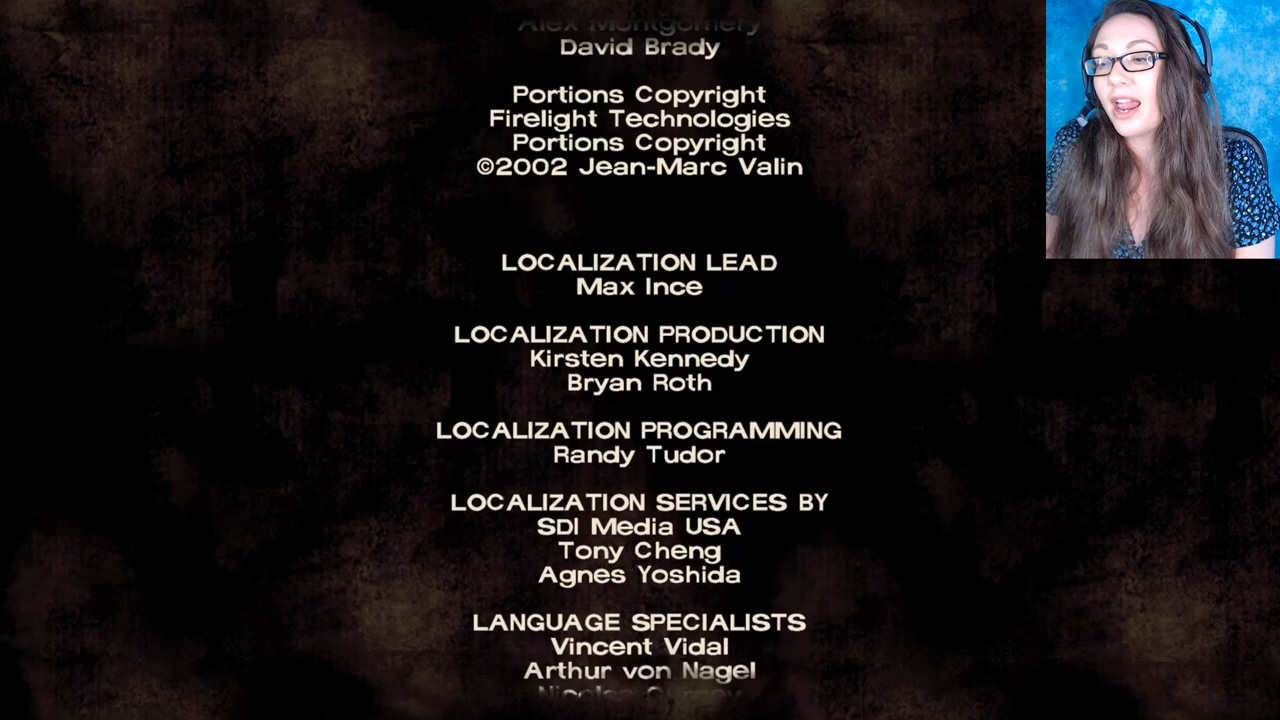 Alex Montgomery
David Brady
Portions Copyright
Firelight Technologies
Portions Copyright
©2002 Jean-Marc Valin
LOCALIZATION LEAD
Max Ince
LOCALIZATION PRODUCTION
Kirsten Kennedy
Bryan Roth
LOCALIZATION PROGRAMMING
Randy Tudor
LOCALIZATION SERVICES BY
SDI Media USA
Tony Cheng
Agnes Yoshida
LANGUAGE SPECIALISTS
Vincent Vidal
Arthur von Nagel